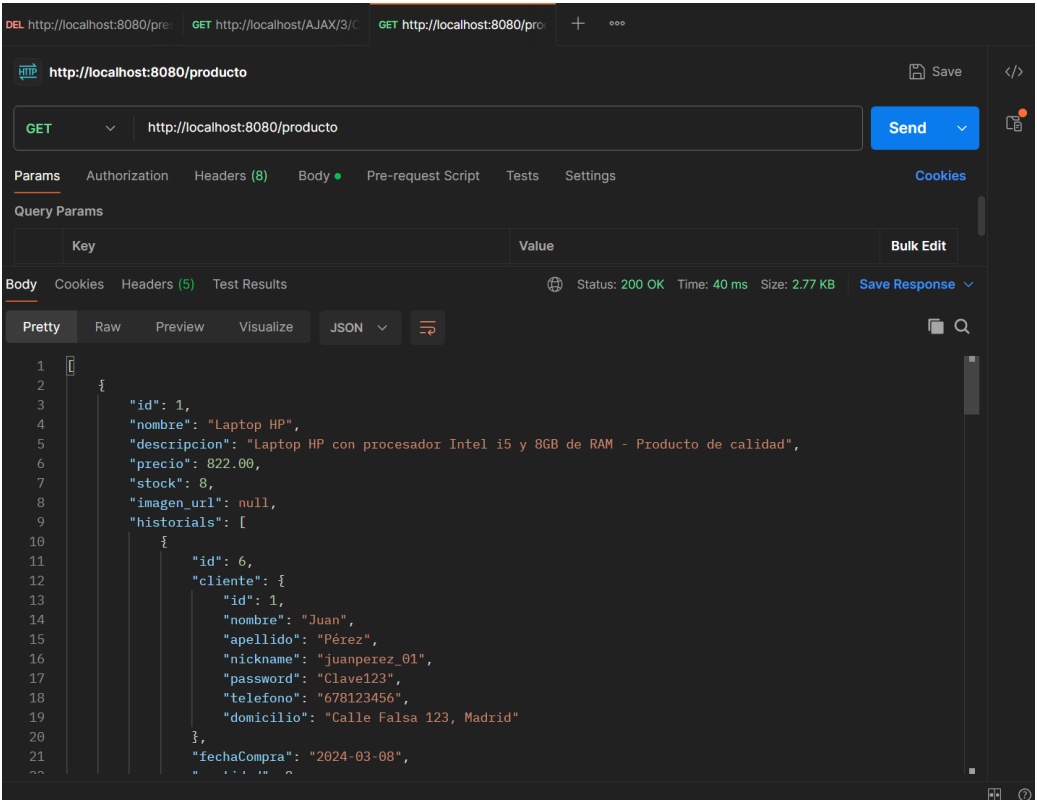 DEL http://localhost:8080/pre GET http://localhost/AJAX/3/C GET http://localhost:8080/pro
HTTP http://localhost:8080/producto Save </>
GET http://localhost:8080/producto Send
Params Authorization Headers (8) Body Pre-request Script Tests Settings Cookies
Query Params
Key Value Bulk Edit
Body Cookies Headers (5) Test Results Status: 200 OK Time: 40 ms Size: 2.77 KB Save Response
Pretty Raw Preview Visualize JSON
1 [
2 {
3 "id": 1,
4 "nombre": "Laptop HP",
5 "descripcion": "Laptop HP con procesador Intel i5 y 8GB de RAM - Producto de calidad",
6 "precio": 822.00,
7 "stock": 8,
8 "imagen_url": null,
9 "historials": [
10 {
11 "id": 6,
12 "cliente": {
13 "id": 1,
14 "nombre": "Juan",
15 "apellido": "Pérez",
16 "nickname": "juanperez_01",
17 "password": "Clave123",
18 "telefono": "678123456",
19 "domicilio": "Calle Falsa 123, Madrid"
20 },
21 "fechaCompra": "2024-03-08",